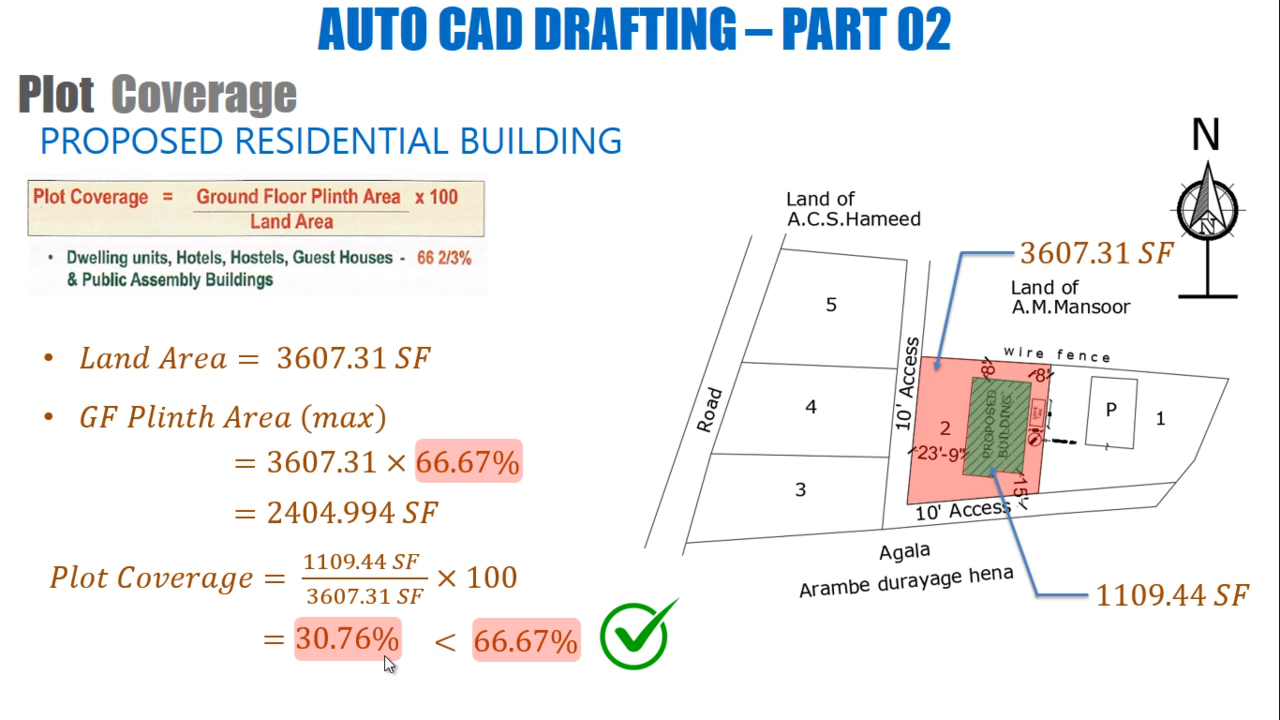 AUTO CAD DRAFTING – PART 02
Plot Coverage
PROPOSED RESIDENTIAL BUILDING
Plot Coverage = Ground Floor Plinth Area x 100
Land Area
• Dwelling units, Hotels, Hostels, Guest Houses - 66 2/3%
& Public Assembly Buildings
• Land Area = 3607.31 SF
• GF Plinth Area (max)
= 3607.31 × 66.67%
= 2404.994 SF
Plot Coverage = 1109.44 SF × 100
3607.31 SF
= 30.76% < 66.67%
N
N
Land of
A.C.S.Hameed
3607.31 SF
Land of
A.M.Mansoor
wire fence
5
4
3
Road
10' Access
2
8'
8'
PROPOSED
BUILDING
23'-9"
15'
P
1
10' Access
Agala
Arambe durayage hena
1109.44 SF